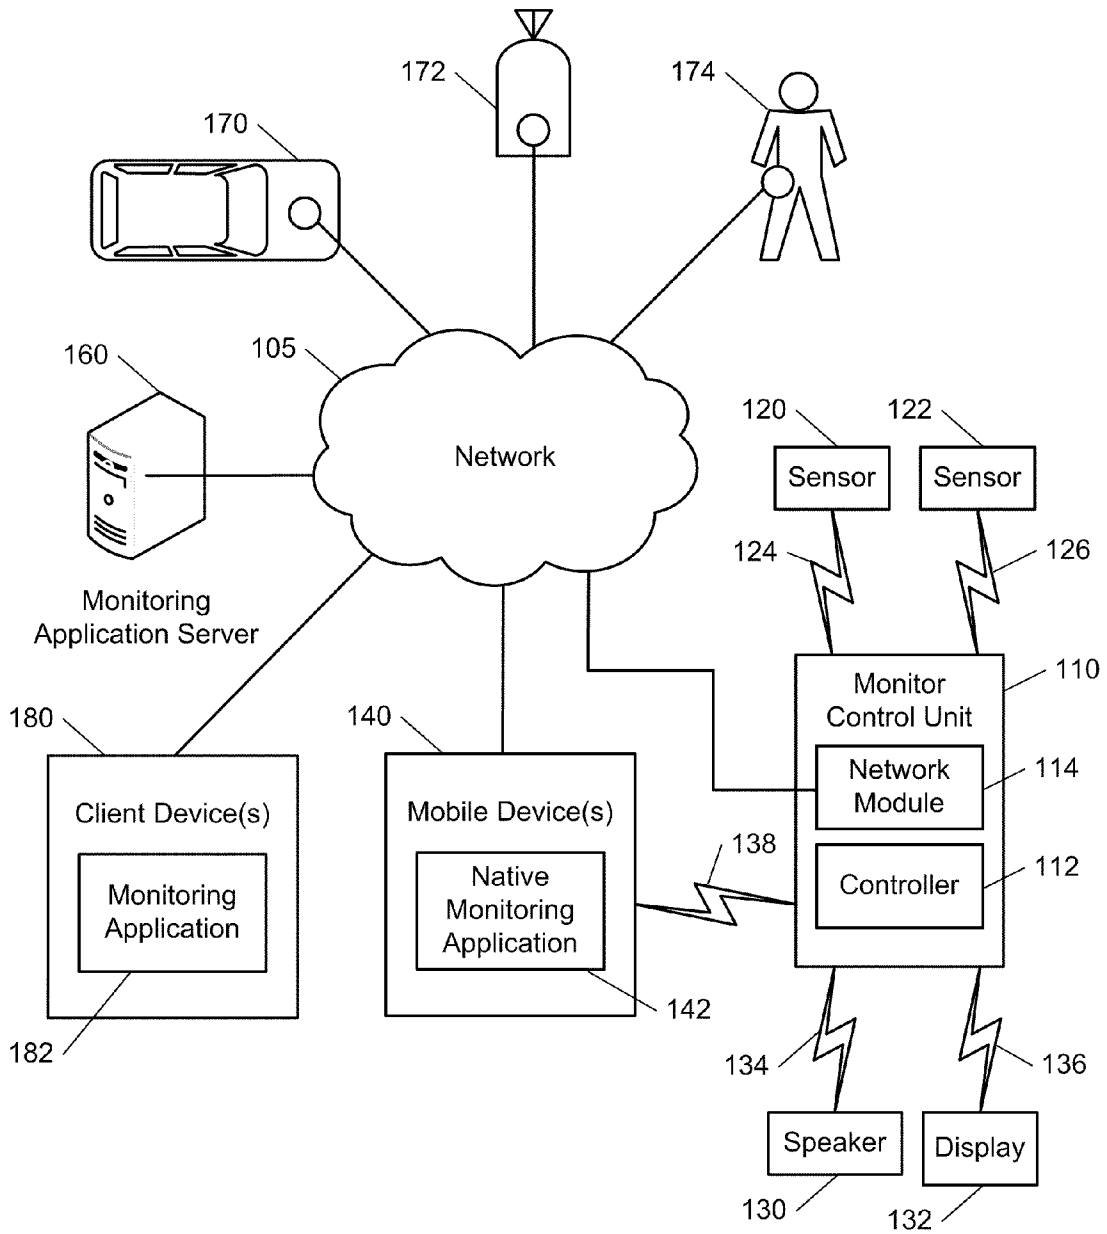 172
174
170
160
105
Network
120
122
Sensor
Sensor
124
126
Monitoring
Application Server
110
Monitor
Control Unit
180
140
Network
Module
114
Client Device(s)
Mobile Device(s)
138
112
Controller
Monitoring
Application
Native
Monitoring
Application
142
182
134
136
Speaker
Display
130
132